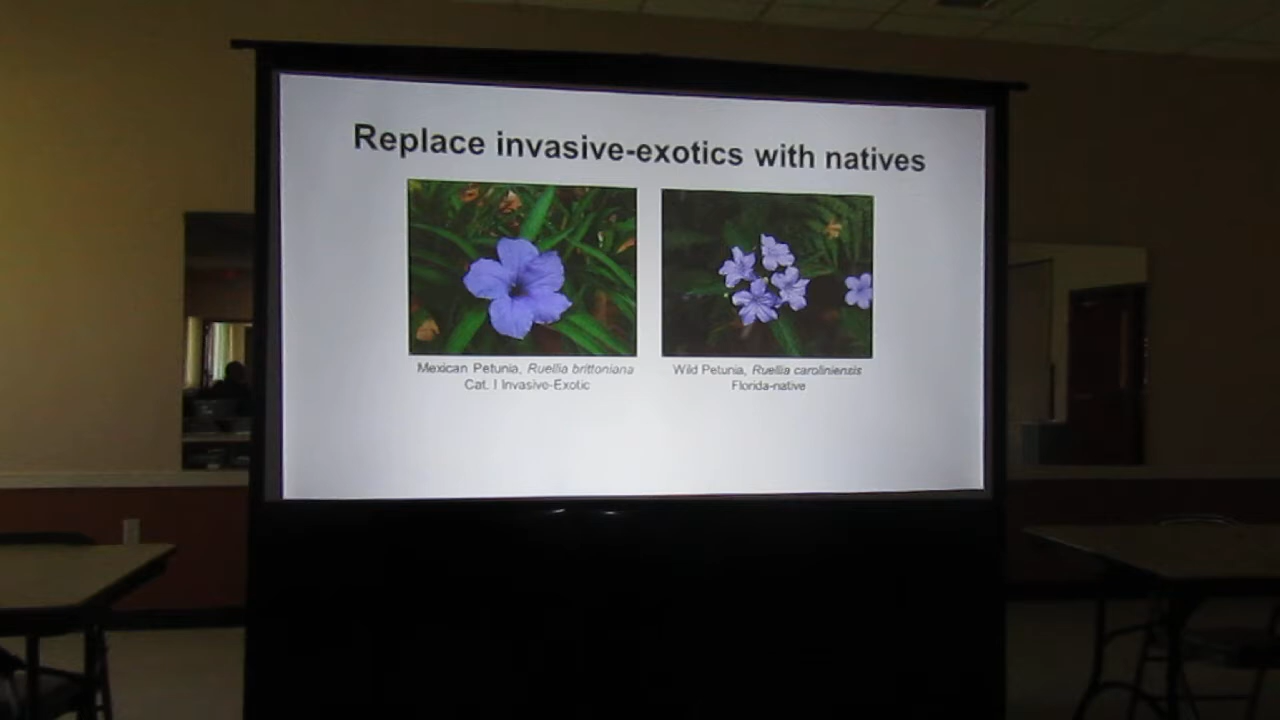 Replace invasive-exotics with natives
Mexican Petunia, Ruellia brittoniana
Cat. I Invasive-Exotic
Wild Petunia, Ruellia caroliniensis
Florida-native